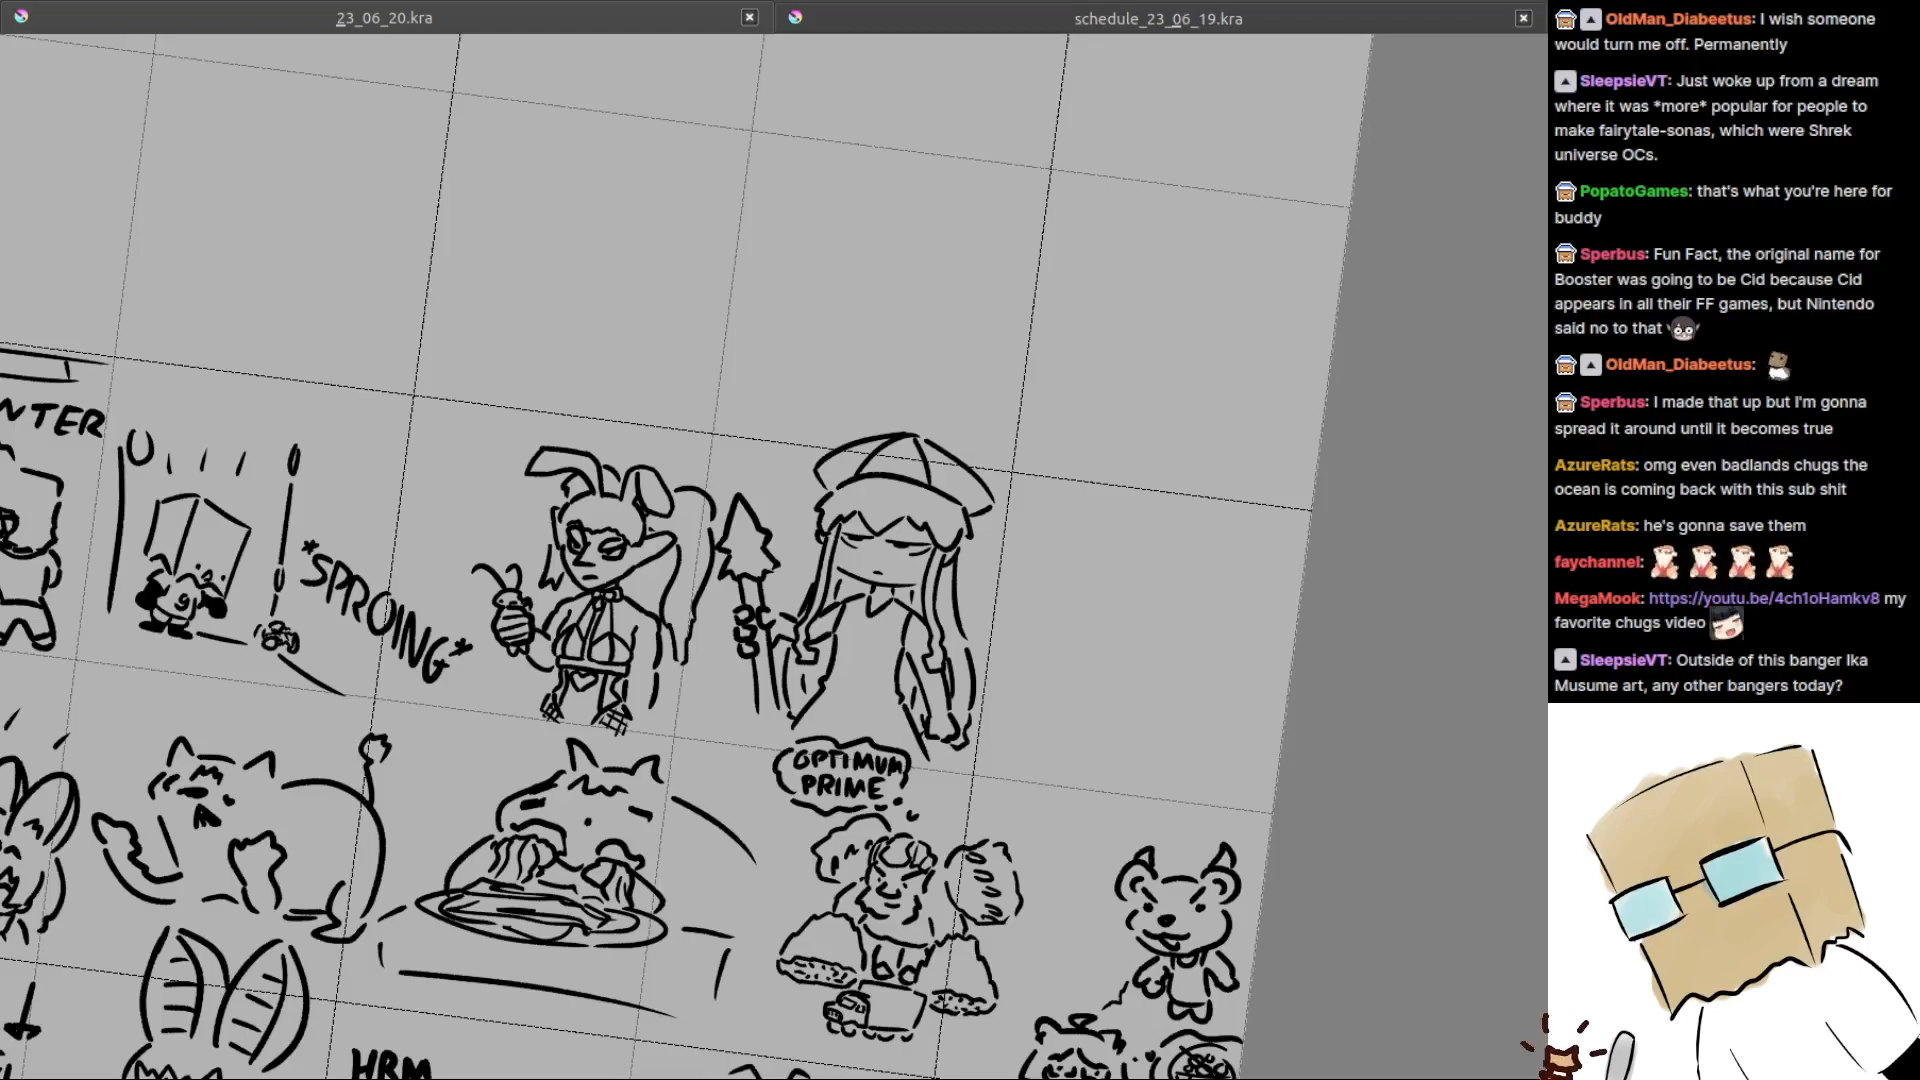 23_06_20.kra
schedule_23_06_19.kra
OldMan_Diabeetus: I wish someone
would turn me off. Permanently
SleepsieVT: Just woke up from a dream
where it was *more* popular for people to
make fairytale-sonas, which were Shrek
universe OCs.
PopatoGames: that's what you're here for
buddy
Sperbus: Fun Fact, the original name for
Booster was going to be Cid because Cid
appears in all their FF games, but Nintendo
said no to that
OldMan_Diabeetus:
Sperbus: I made that up but I'm gonna
spread it around until it becomes true
AzureRats: omg even badlands chugs the
ocean is coming back with this sub shit
AzureRats: he's gonna save them
faychannel:
MegaMook: https://youtu.be/4ch1oHamkv8 my
favorite chugs video
SleepsieVT: Outside of this banger Ika
Musume art, any other bangers today?
NTER
*SPROING*
OPTIMUM
PRIME
HRM